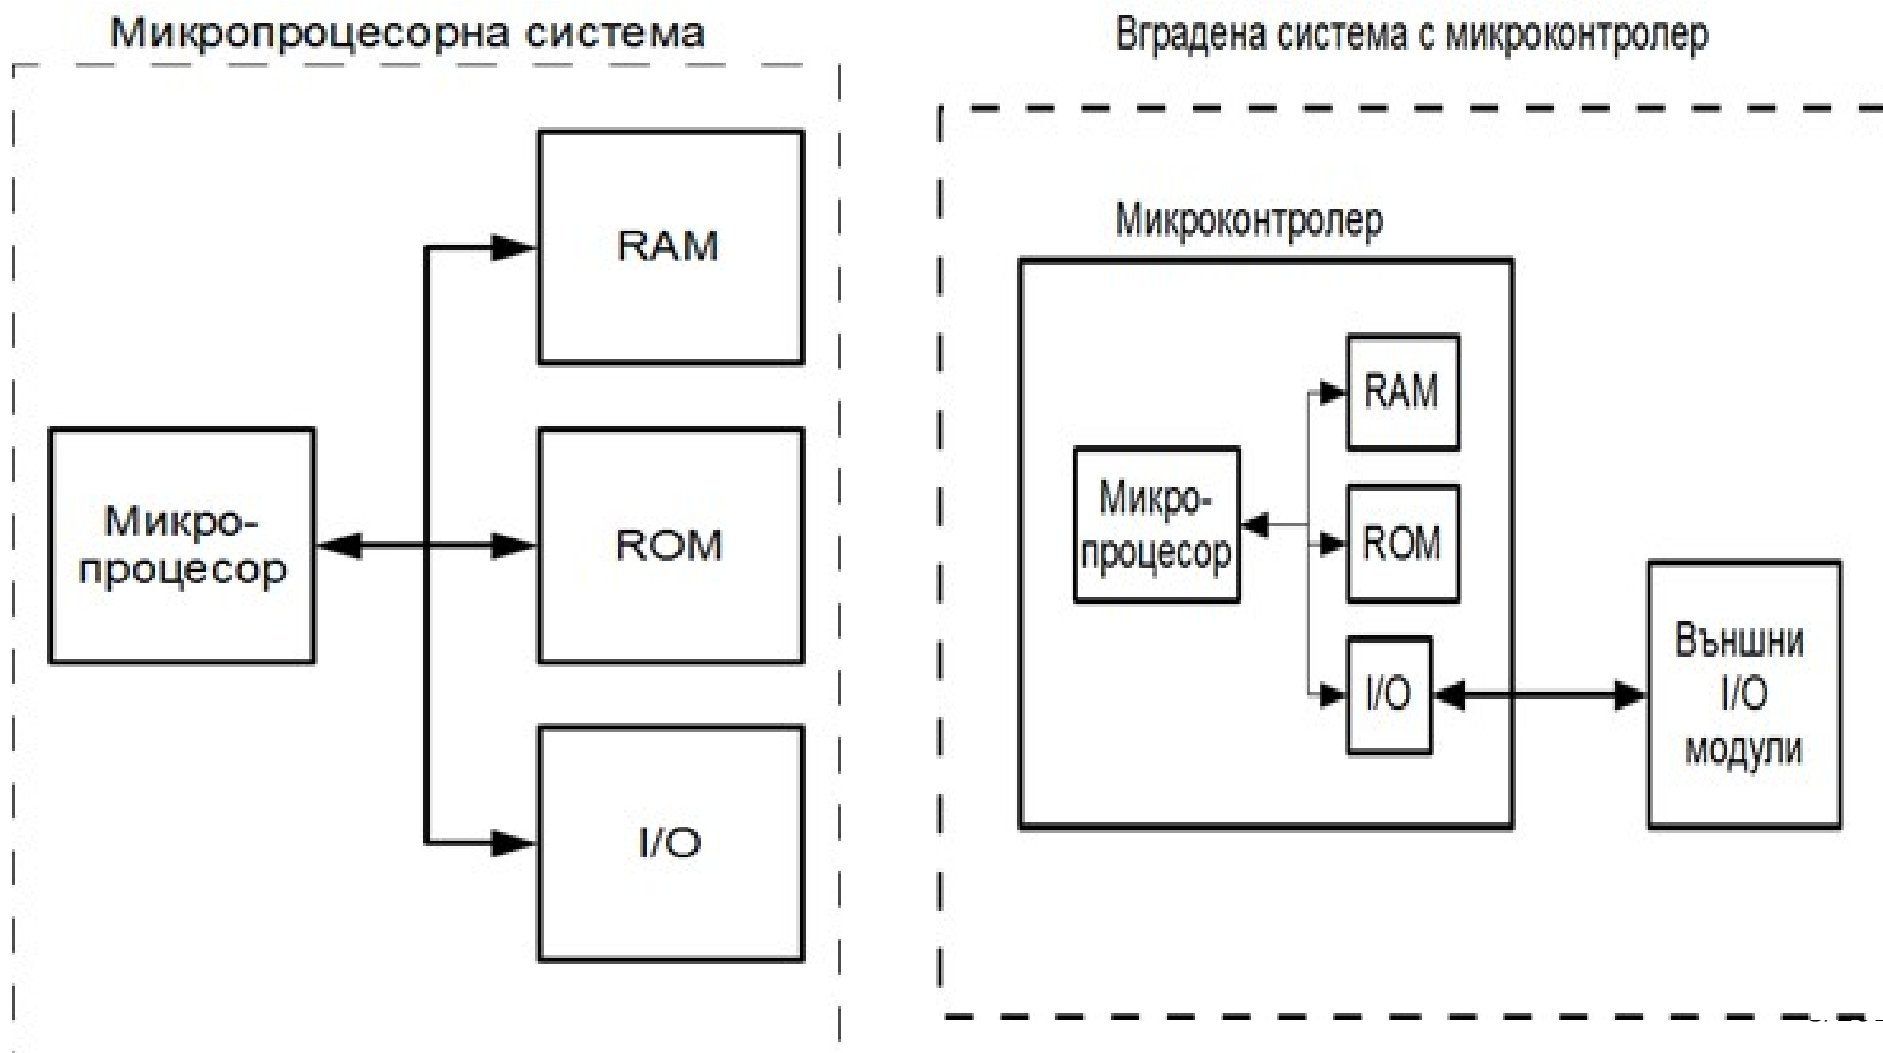 Микропроцесорна система
RAM
Микро-
процесор
ROM
I/O
Вградена система с микроконтролер
Микроконтролер
RAM
Микро-
процесор
ROM
I/O
Външни
I/O
модули